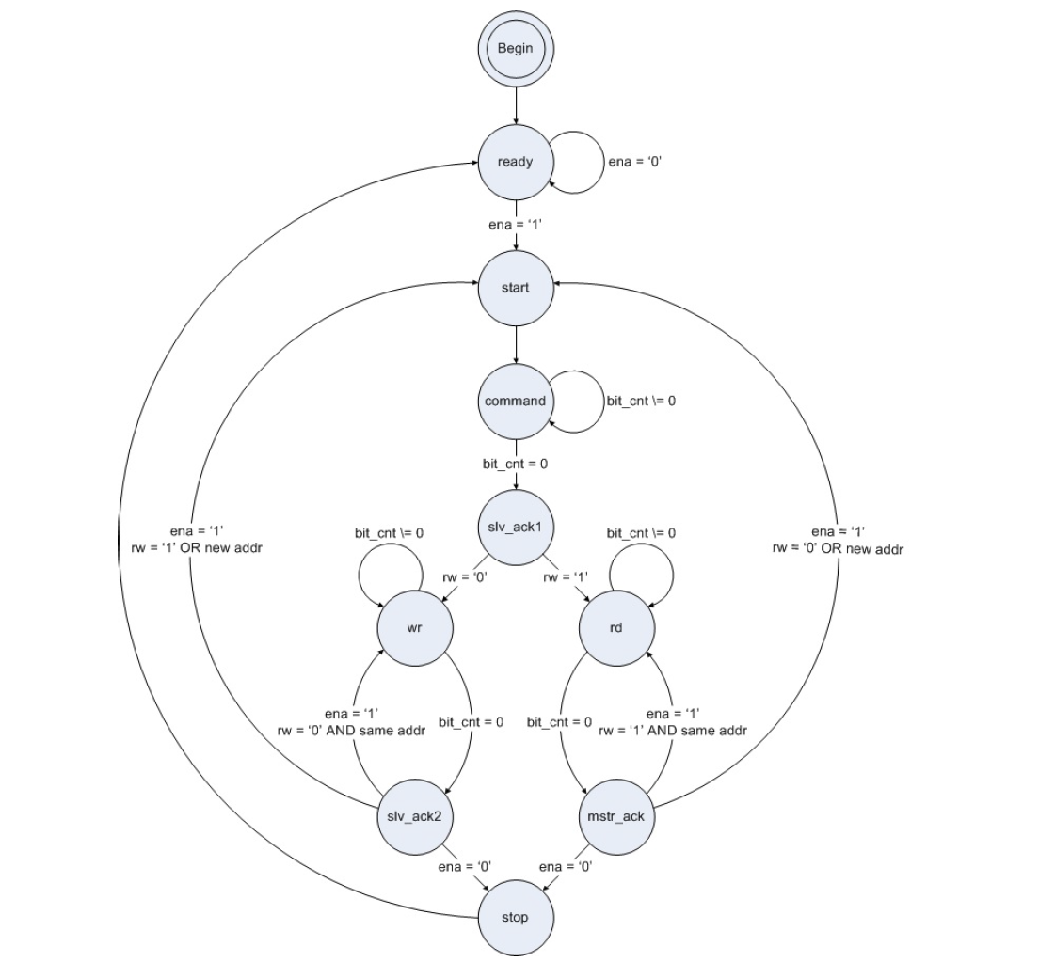 Begin
ready
ena = ‘0’
ena = ‘1’
start
command
bit_cnt \= 0
bit_cnt = 0
slv_ack1
ena = ‘1’
rw = ‘1’ OR new addr
bit_cnt \= 0
bit_cnt \= 0
ena = ‘1’
rw = ‘0’ OR new addr
rw = ‘0’
rw = ‘1’
wr
rd
ena = ‘1’
rw = ‘0’ AND same addr
bit_cnt = 0
bit_cnt = 0
ena = ‘1’
rw = ‘1’ AND same addr
slv_ack2
mstr_ack
ena = ‘0’
ena = ‘0’
stop